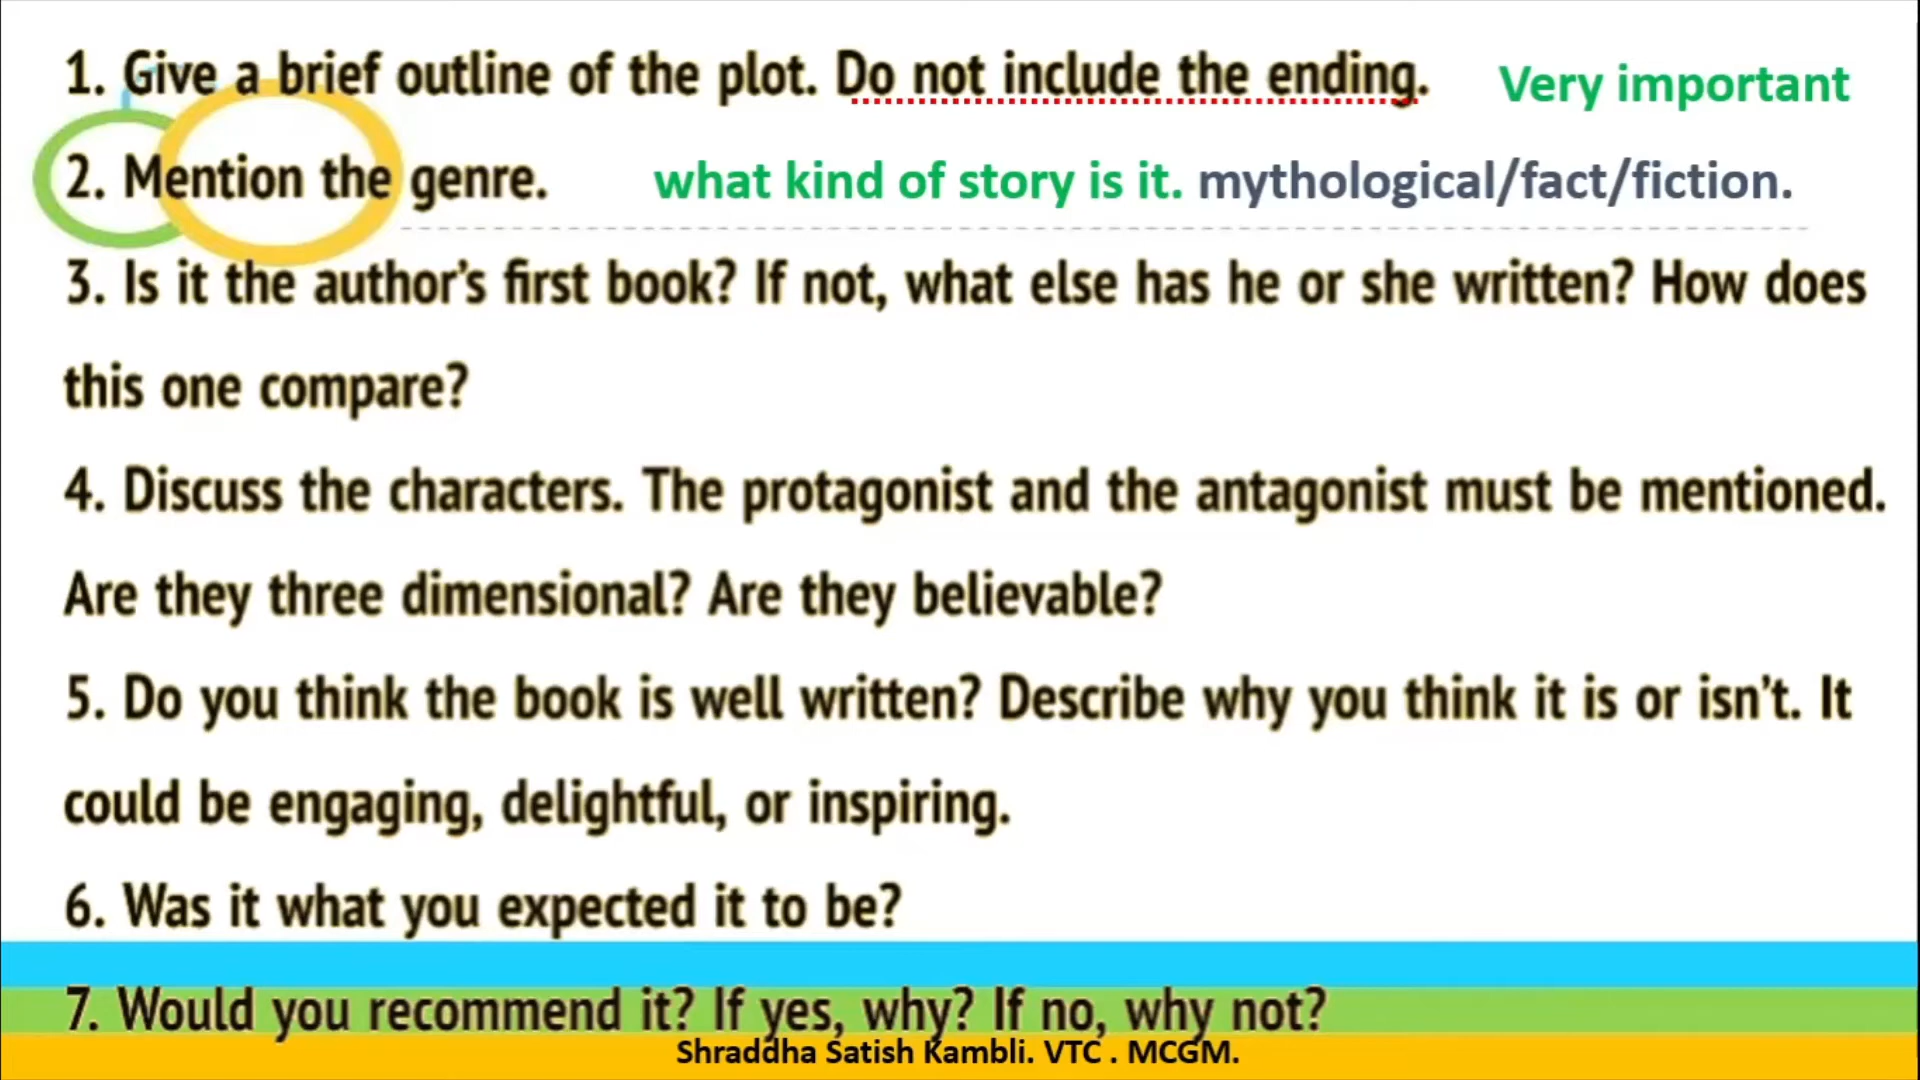 1. Give a brief outline of the plot. Do not include the ending. Very important
2. Mention the genre. what kind of story is it. mythological/fact/fiction.
3. Is it the author's first book? If not, what else has he or she written? How does
this one compare?
4. Discuss the characters. The protagonist and the antagonist must be mentioned.
Are they three dimensional? Are they believable?
5. Do you think the book is well written? Describe why you think it is or isn't. It
could be engaging, delightful, or inspiring.
6. Was it what you expected it to be?
7. Would you recommend it? If yes, why? If no, why not?
Shraddha Satish Kambli. VTC . MCGM.